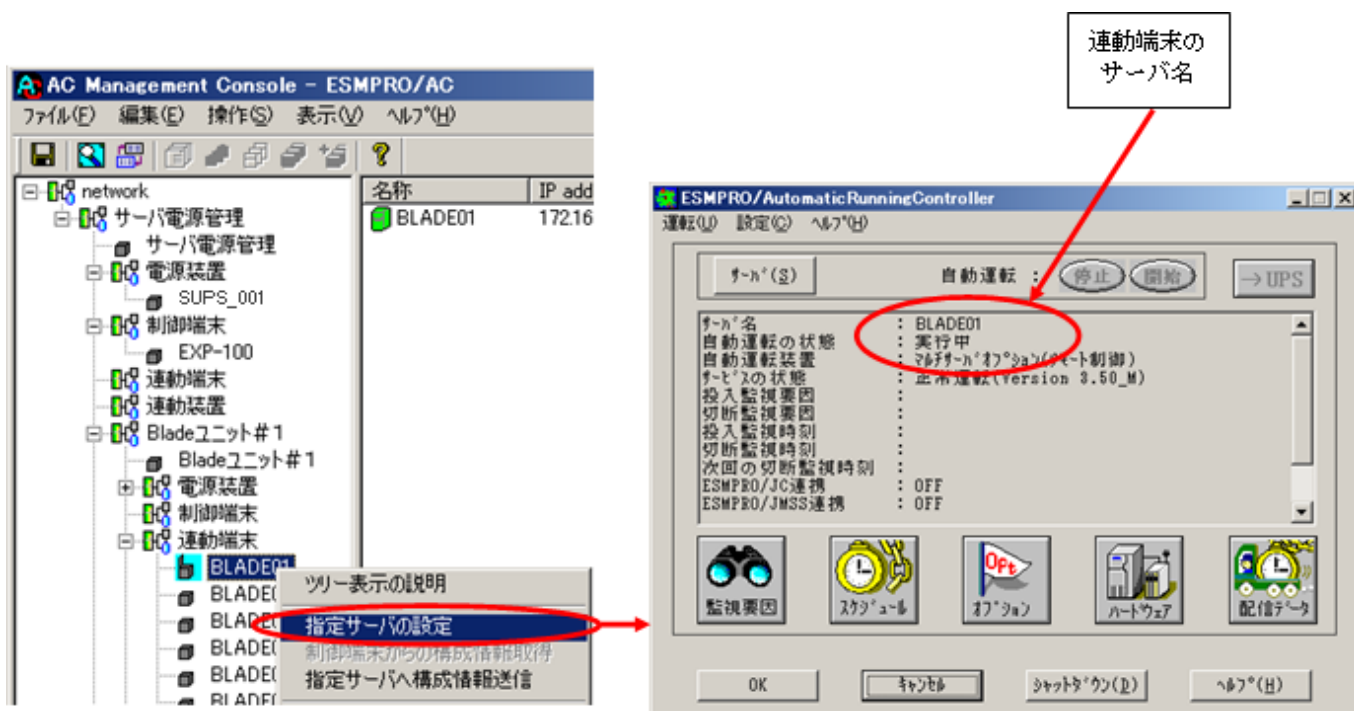 連動端末の
サーバ名
AC Management Console - ESMPRO/AC
ファイル(F) 編集(E) 操作(S) 表示(V) ﾍﾙﾌﾟ(H)
名称 IP add
network
サーバ電源管理
サーバ電源管理
電源装置
SUPS_001
制御端末
EXP-100
連動端末
連動装置
Bladeユニット#1
Bladeユニット#1
電源装置
制御端末
連動端末
BLADE01
BLADE0
BLADE0
BLADE0
BLADE0
BLADE01 172.16
ツリー表示の説明
指定サーバの設定
制御端末からの構成情報取得
指定サーバへ構成情報送信
ESMPRO/AutomaticRunningController
運転(U) 設定(C) ﾍﾙﾌﾟ(H)
ｻｰﾊﾞ(S) 自動運転 : 停止 開始 →UPS
ｻｰﾊﾞ名 : BLADE01
自動運転の状態 : 実行中
自動運転装置 : ﾏﾙﾁｻｰﾊﾞｵﾌﾟｼｮﾝ(ﾘﾓｰﾄ制御)
ｻｰﾋﾞｽの状態 : 正常運転(Version 3.50_M)
投入監視要因 :
切断監視要因 :
投入監視時刻 :
切断監視時刻 :
次回の切断監視時刻 :
ESMPRO/JC連携 : OFF
ESMPRO/JMSS連携 : OFF
Opt
監視要因 ｽｹｼﾞｭｰﾙ ｵﾌﾟｼｮﾝ ﾊｰﾄﾞｳｪｱ 配信ﾃﾞｰﾀ
OK ｷｬﾝｾﾙ ｼｬｯﾄﾀﾞｳﾝ(D) ﾍﾙﾌﾟ(H)